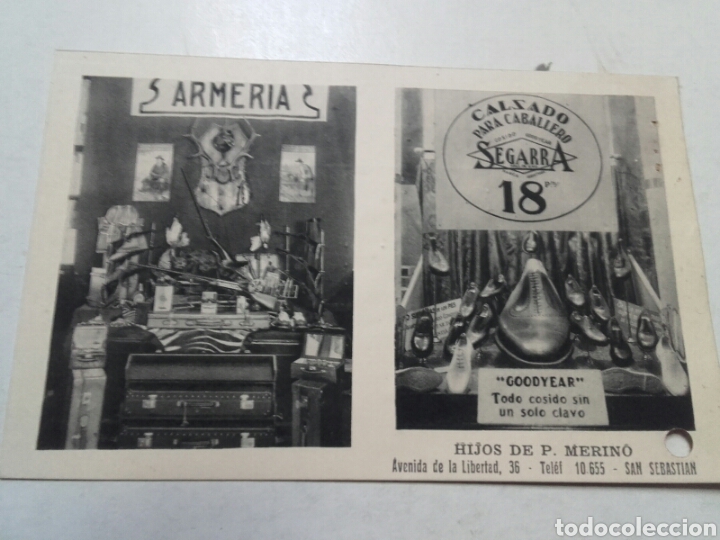 ARMERIA
CALZADO
PARA CABALLERO
SEGARRA
18 PTS
"GOODYEAR"
Todo cosido sin
un solo clavo
HIJOS DE P. MERINO
Avenida de la Libertad, 36 - Teléf 10.655 - SAN SEBASTIAN
todocoleccion